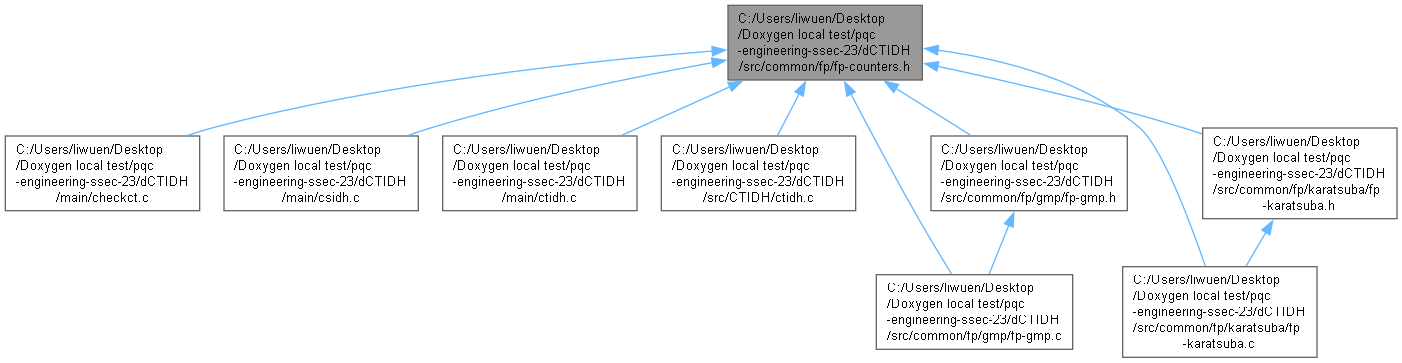 C:/Users/liwuen/Desktop
/Doxygen local test/pqc
-engineering-ssec-23/dCTIDH
/src/common/fp/fp-counters.h
C:/Users/liwuen/Desktop
/Doxygen local test/pqc
-engineering-ssec-23/dCTIDH
/main/checkct.c
C:/Users/liwuen/Desktop
/Doxygen local test/pqc
-engineering-ssec-23/dCTIDH
/main/csidh.c
C:/Users/liwuen/Desktop
/Doxygen local test/pqc
-engineering-ssec-23/dCTIDH
/main/ctidh.c
C:/Users/liwuen/Desktop
/Doxygen local test/pqc
-engineering-ssec-23/dCTIDH
/src/CTIDH/ctidh.c
C:/Users/liwuen/Desktop
/Doxygen local test/pqc
-engineering-ssec-23/dCTIDH
/src/common/fp/gmp/fp-gmp.h
C:/Users/liwuen/Desktop
/Doxygen local test/pqc
-engineering-ssec-23/dCTIDH
/src/common/fp/karatsuba/fp
-karatsuba.h
C:/Users/liwuen/Desktop
/Doxygen local test/pqc
-engineering-ssec-23/dCTIDH
/src/common/fp/gmp/fp-gmp.c
C:/Users/liwuen/Desktop
/Doxygen local test/pqc
-engineering-ssec-23/dCTIDH
/src/common/fp/karatsuba/fp
-karatsuba.c